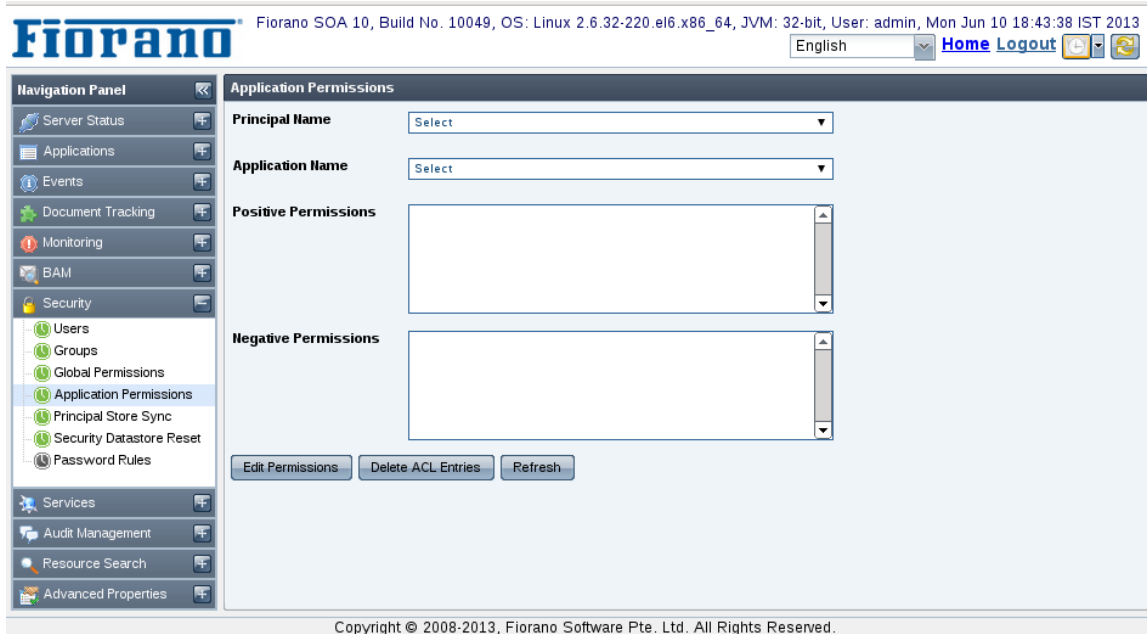 Fiorano
Fiorano SOA 10, Build No. 10049, OS: Linux 2.6.32-220.el6.x86_64, JVM: 32-bit, User: admin, Mon Jun 10 18:43:38 IST 2013
English Home Logout
Navigation Panel
Server Status
Applications
Events
Document Tracking
Monitoring
BAM
Security
Users
Groups
Global Permissions
Application Permissions
Principal Store Sync
Security Datastore Reset
Password Rules
Services
Audit Management
Resource Search
Advanced Properties
Application Permissions
Principal Name Select
Application Name Select
Positive Permissions
Negative Permissions
Edit Permissions Delete ACL Entries Refresh
Copyright © 2008-2013, Fiorano Software Pte. Ltd. All Rights Reserved.